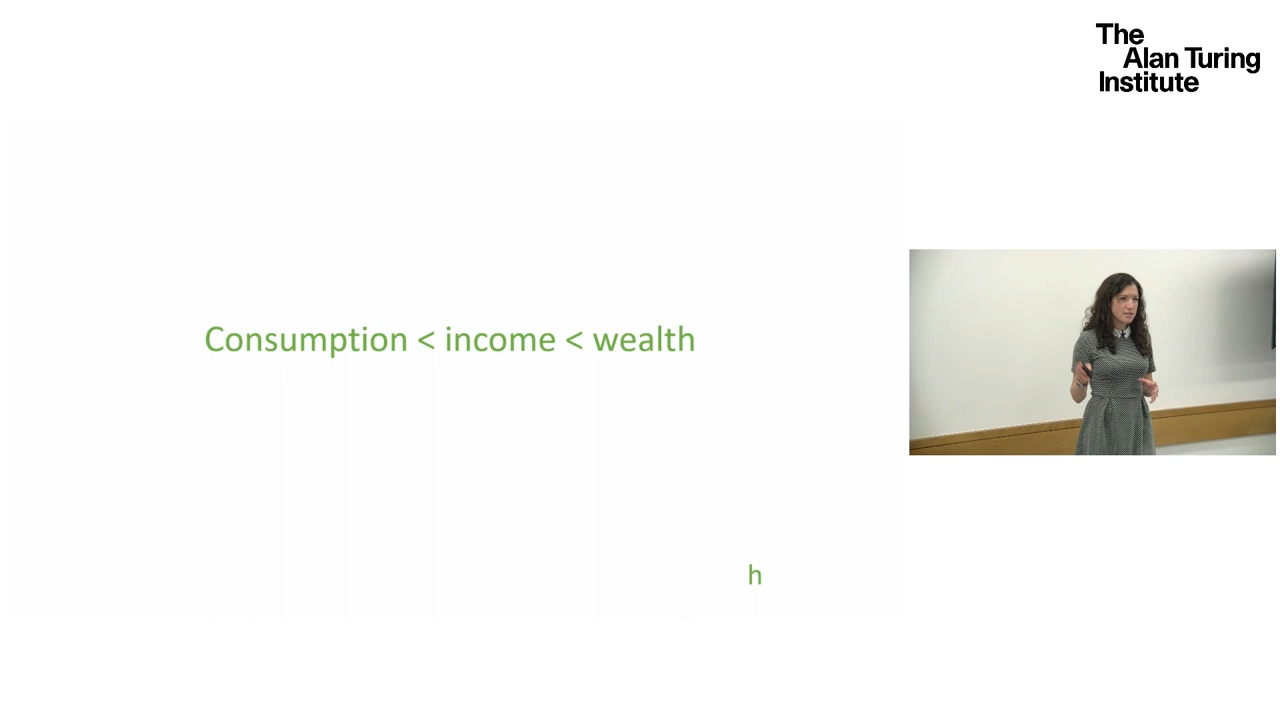 The
Alan Turing
Institute
Consumption < income < wealth
h